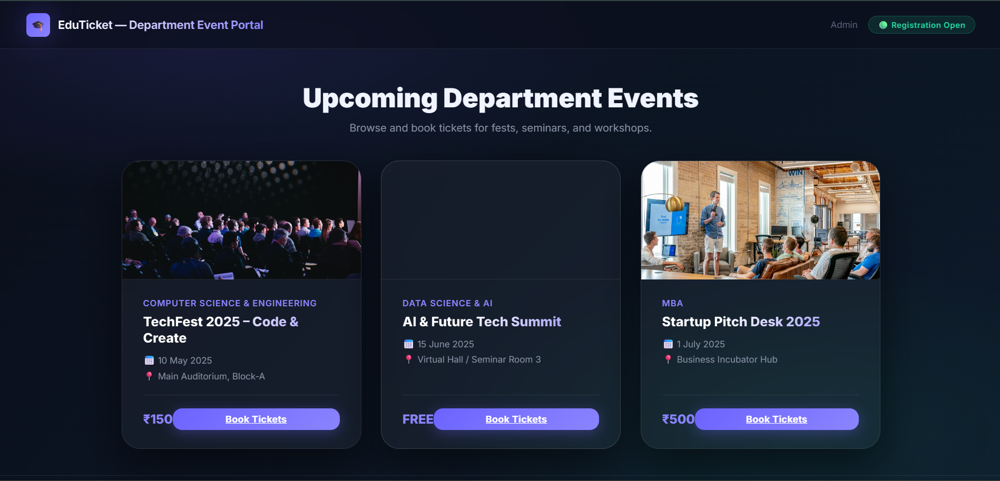 EduTicket — Department Event Portal
Admin
Registration Open
Upcoming Department Events
Browse and book tickets for fests, seminars, and workshops.
WIN
COMPUTER SCIENCE & ENGINEERING
TechFest 2025 – Code &
Create
10 May 2025
Main Auditorium, Block-A
₹150
Book Tickets
DATA SCIENCE & AI
AI & Future Tech Summit
15 June 2025
Virtual Hall / Seminar Room 3
FREE
Book Tickets
MBA
Startup Pitch Desk 2025
1 July 2025
Business Incubator Hub
₹500
Book Tickets